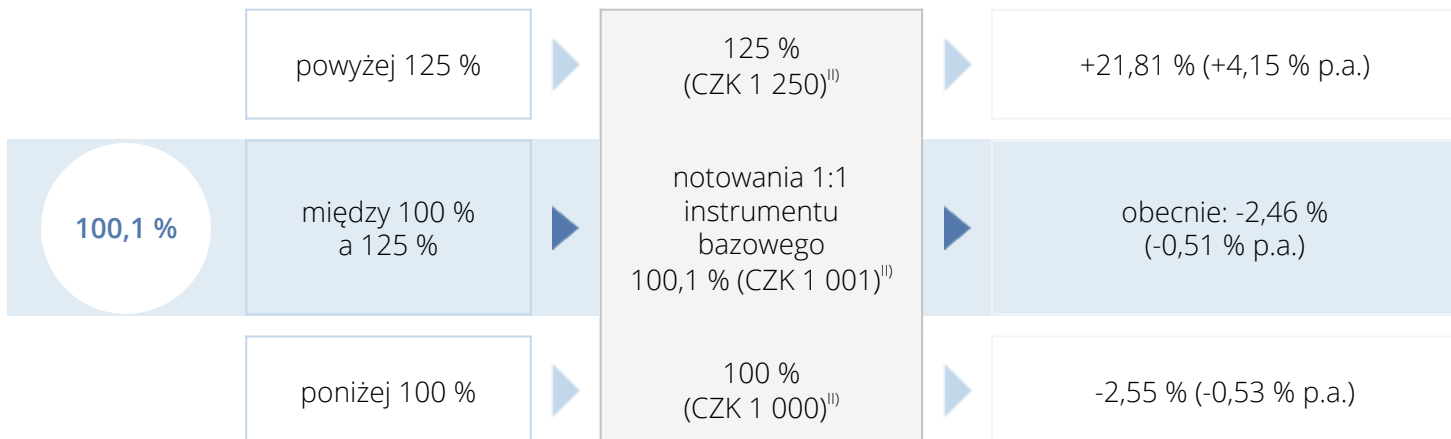 powyżej 125 %
125 %
(CZK 1 250)II)
+21,81 % (+4,15 % p.a.)
100,1 %
między 100 %
a 125 %
notowania 1:1
instrumentu
bazowego
100,1 % (CZK 1 001)II)
obecnie: -2,46 %
(-0,51 % p.a.)
poniżej 100 %
100 %
(CZK 1 000)II)
-2,55 % (-0,53 % p.a.)